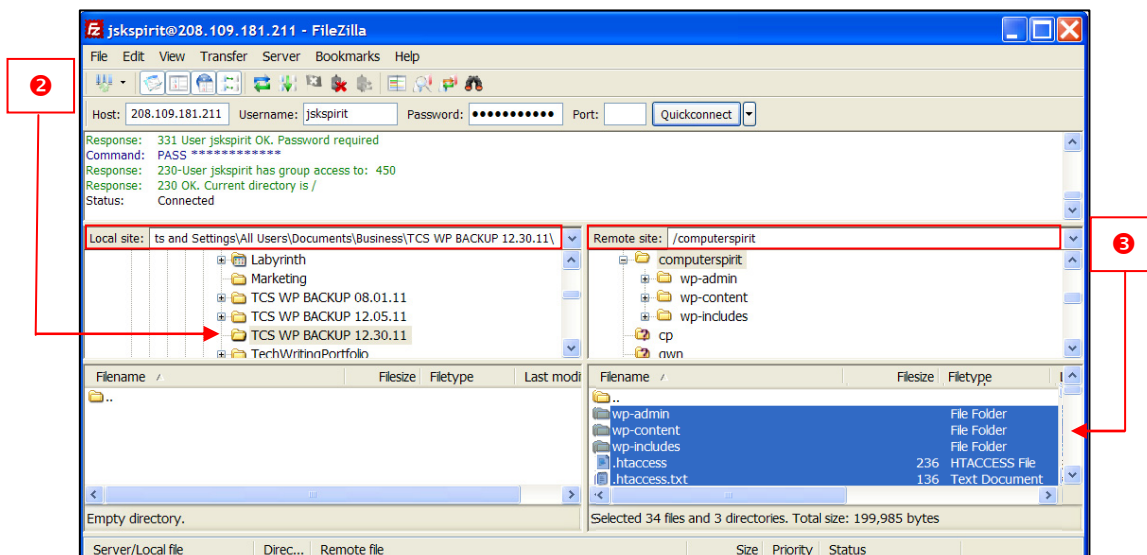 jskspirit@208.109.181.211 - FileZilla
File Edit View Transfer Server Bookmarks Help
❷
Host: 208.109.181.211 Username: jskspirit Password: ●●●●●●●●●●● Port: Quickconnect
Response: 331 User jskspirit OK. Password required
Command: PASS ************
Response: 230-User jskspirit has group access to: 450
Response: 230 OK. Current directory is /
Status: Connected
Local site: ts and Settings\All Users\Documents\Business\TCS WP BACKUP 12.30.11\
Labyrinth
Marketing
TCS WP BACKUP 08.01.11
TCS WP BACKUP 12.05.11
TCS WP BACKUP 12.30.11
TechWritingPortfolio
Remote site: /computerspirit
❸
computerspirit
wp-admin
wp-content
wp-includes
cp
gwn
Filename Filesize Filetype Last modi
..
Empty directory.
Filename Filesize Filetype
..
wp-admin File Folder
wp-content File Folder
wp-includes File Folder
.htaccess 236 HTACCESS File
.htaccess.txt 136 Text Document
Selected 34 files and 3 directories. Total size: 199,985 bytes
Server/Local file Direc... Remote file Size Priority Status